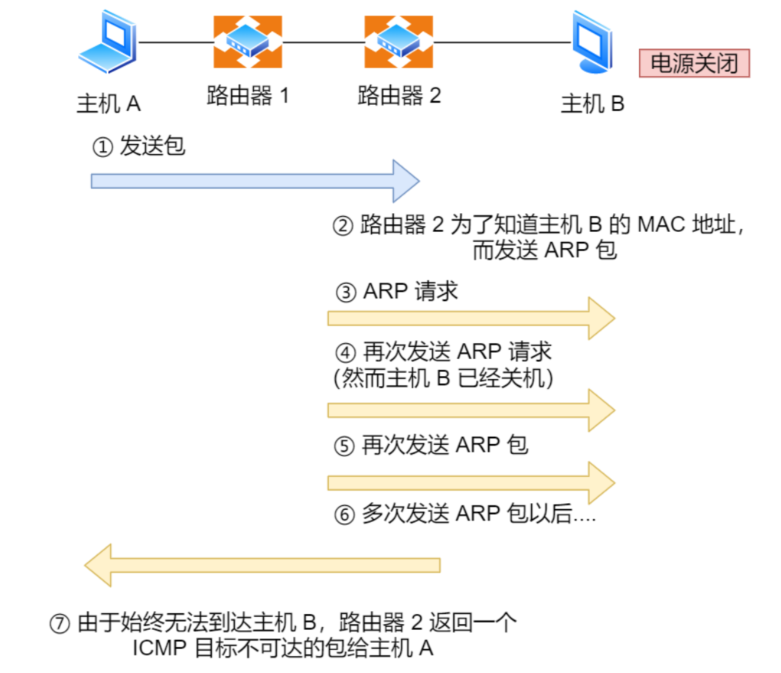 电源关闭
主机 A
路由器 1
路由器 2
主机 B
① 发送包
② 路由器 2 为了知道主机 B 的 MAC 地址，
而发送 ARP 包
③ ARP 请求
④ 再次发送 ARP 请求
（然而主机 B 已经关机）
⑤ 再次发送 ARP 包
⑥ 多次发送 ARP 包以后....
⑦ 由于始终无法到达主机 B，路由器 2 返回一个
ICMP 目标不可达的包给主机 A